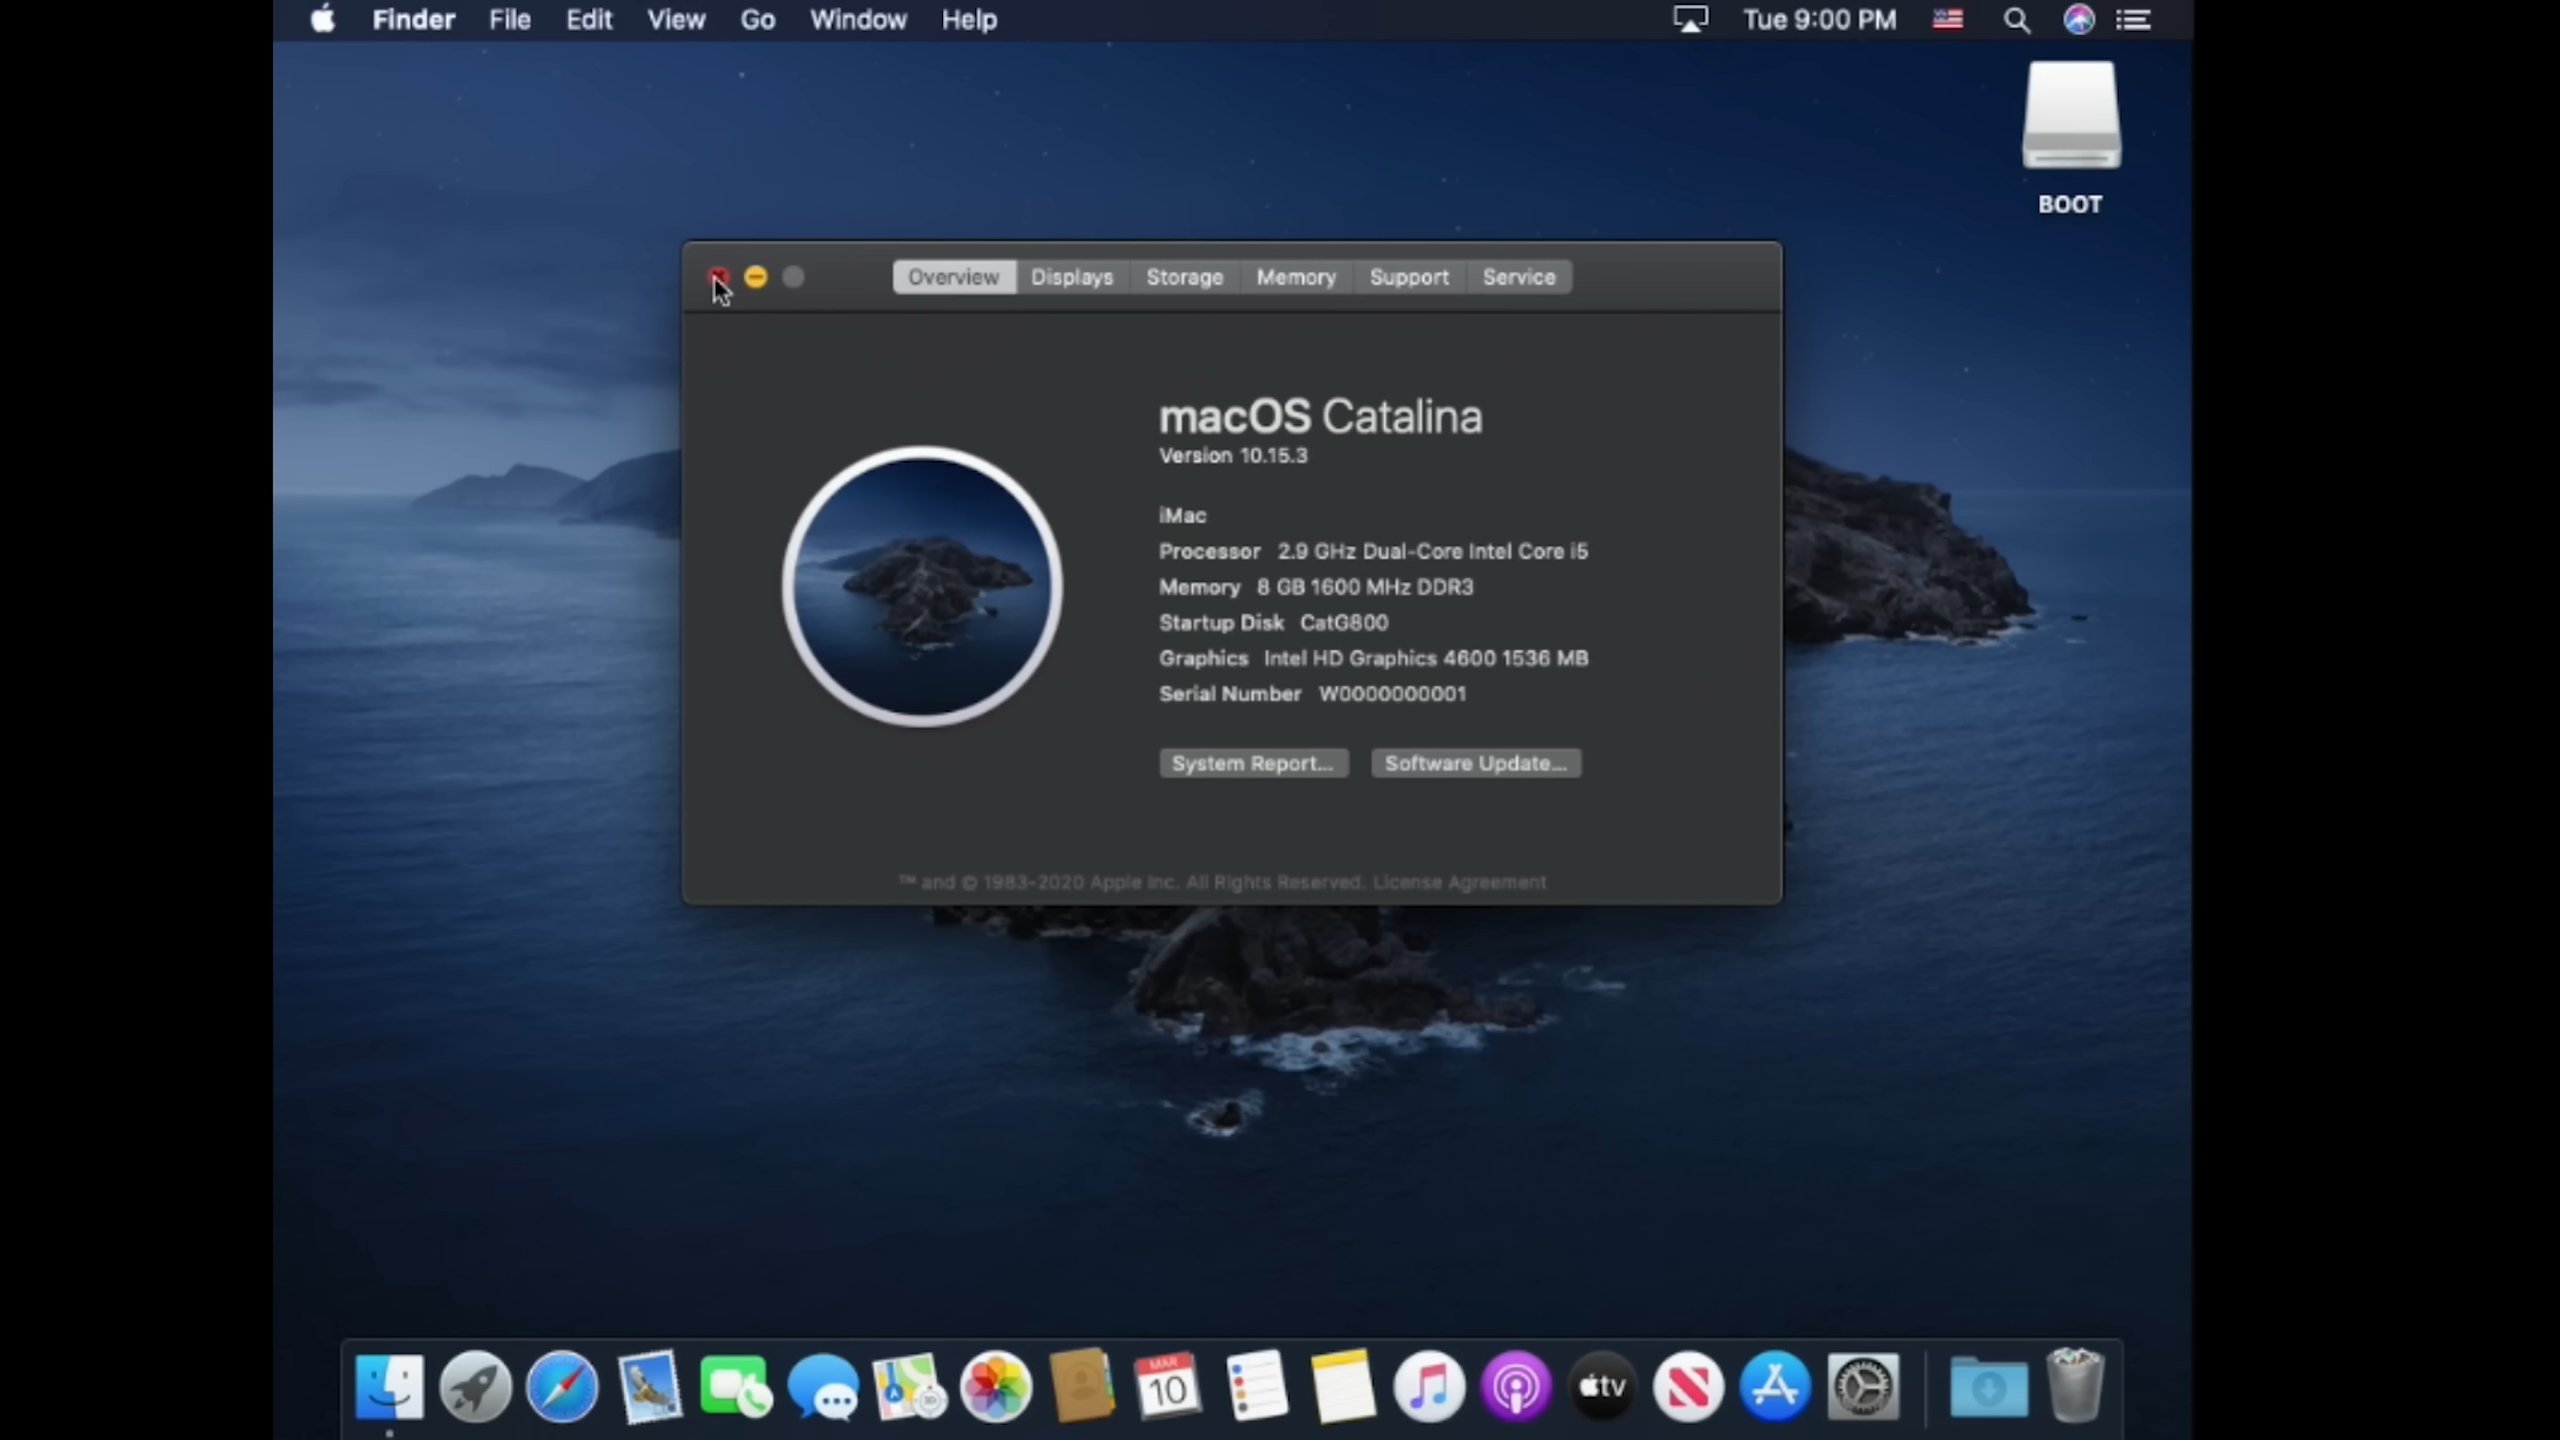 Finder File Edit View Go Window Help Tue 9:00 PM
BOOT
Overview Displays Storage Memory Support Service
macOS Catalina
Version 10.15.3
iMac
Processor 2.9 GHz Dual-Core Intel Core i5
Memory 8 GB 1600 MHz DDR3
Startup Disk CatG800
Graphics Intel HD Graphics 4600 1536 MB
Serial Number W0000000001
System Report... Software Update...
™ and © 1983-2020 Apple Inc. All Rights Reserved. License Agreement
MAR
10
tv